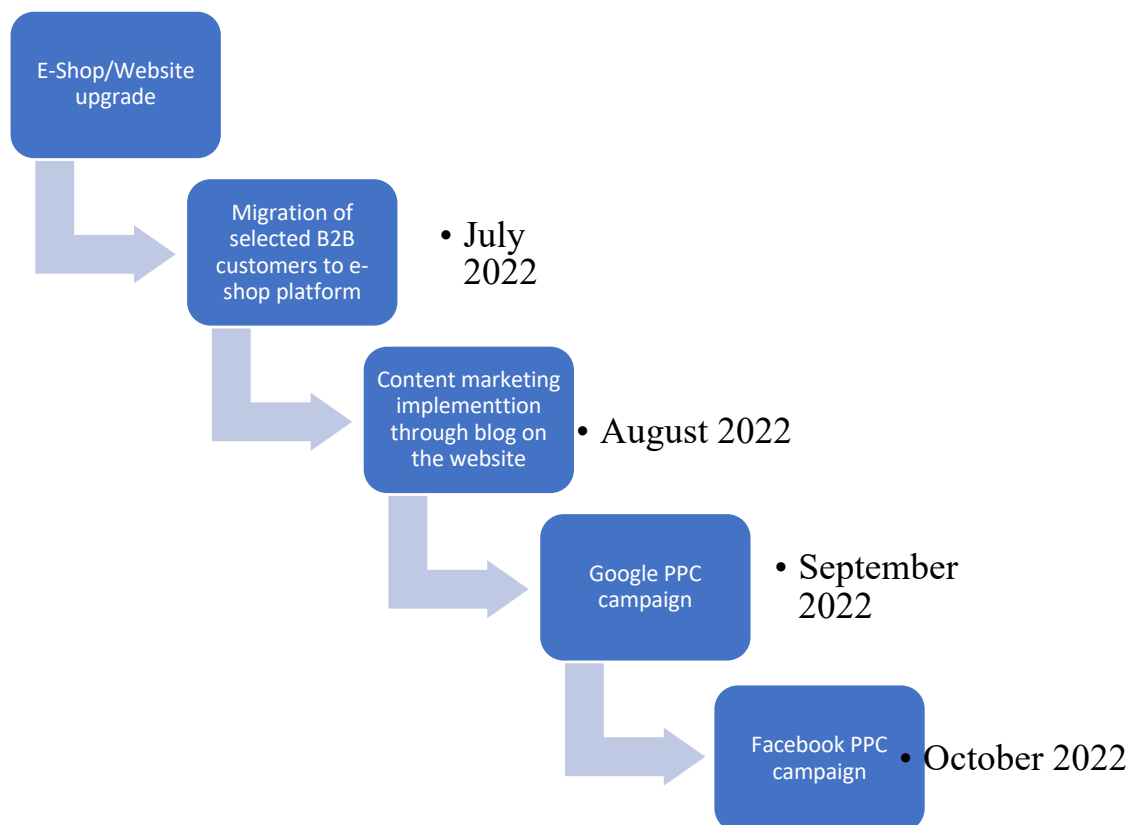 E-Shop/Website
upgrade
Migration of
selected B2B
customers to e-
shop platform
• July
2022
Content marketing
implementtion
through blog on
the website
• August 2022
Google PPC
campaign
• September
2022
Facebook PPC
campaign
• October 2022